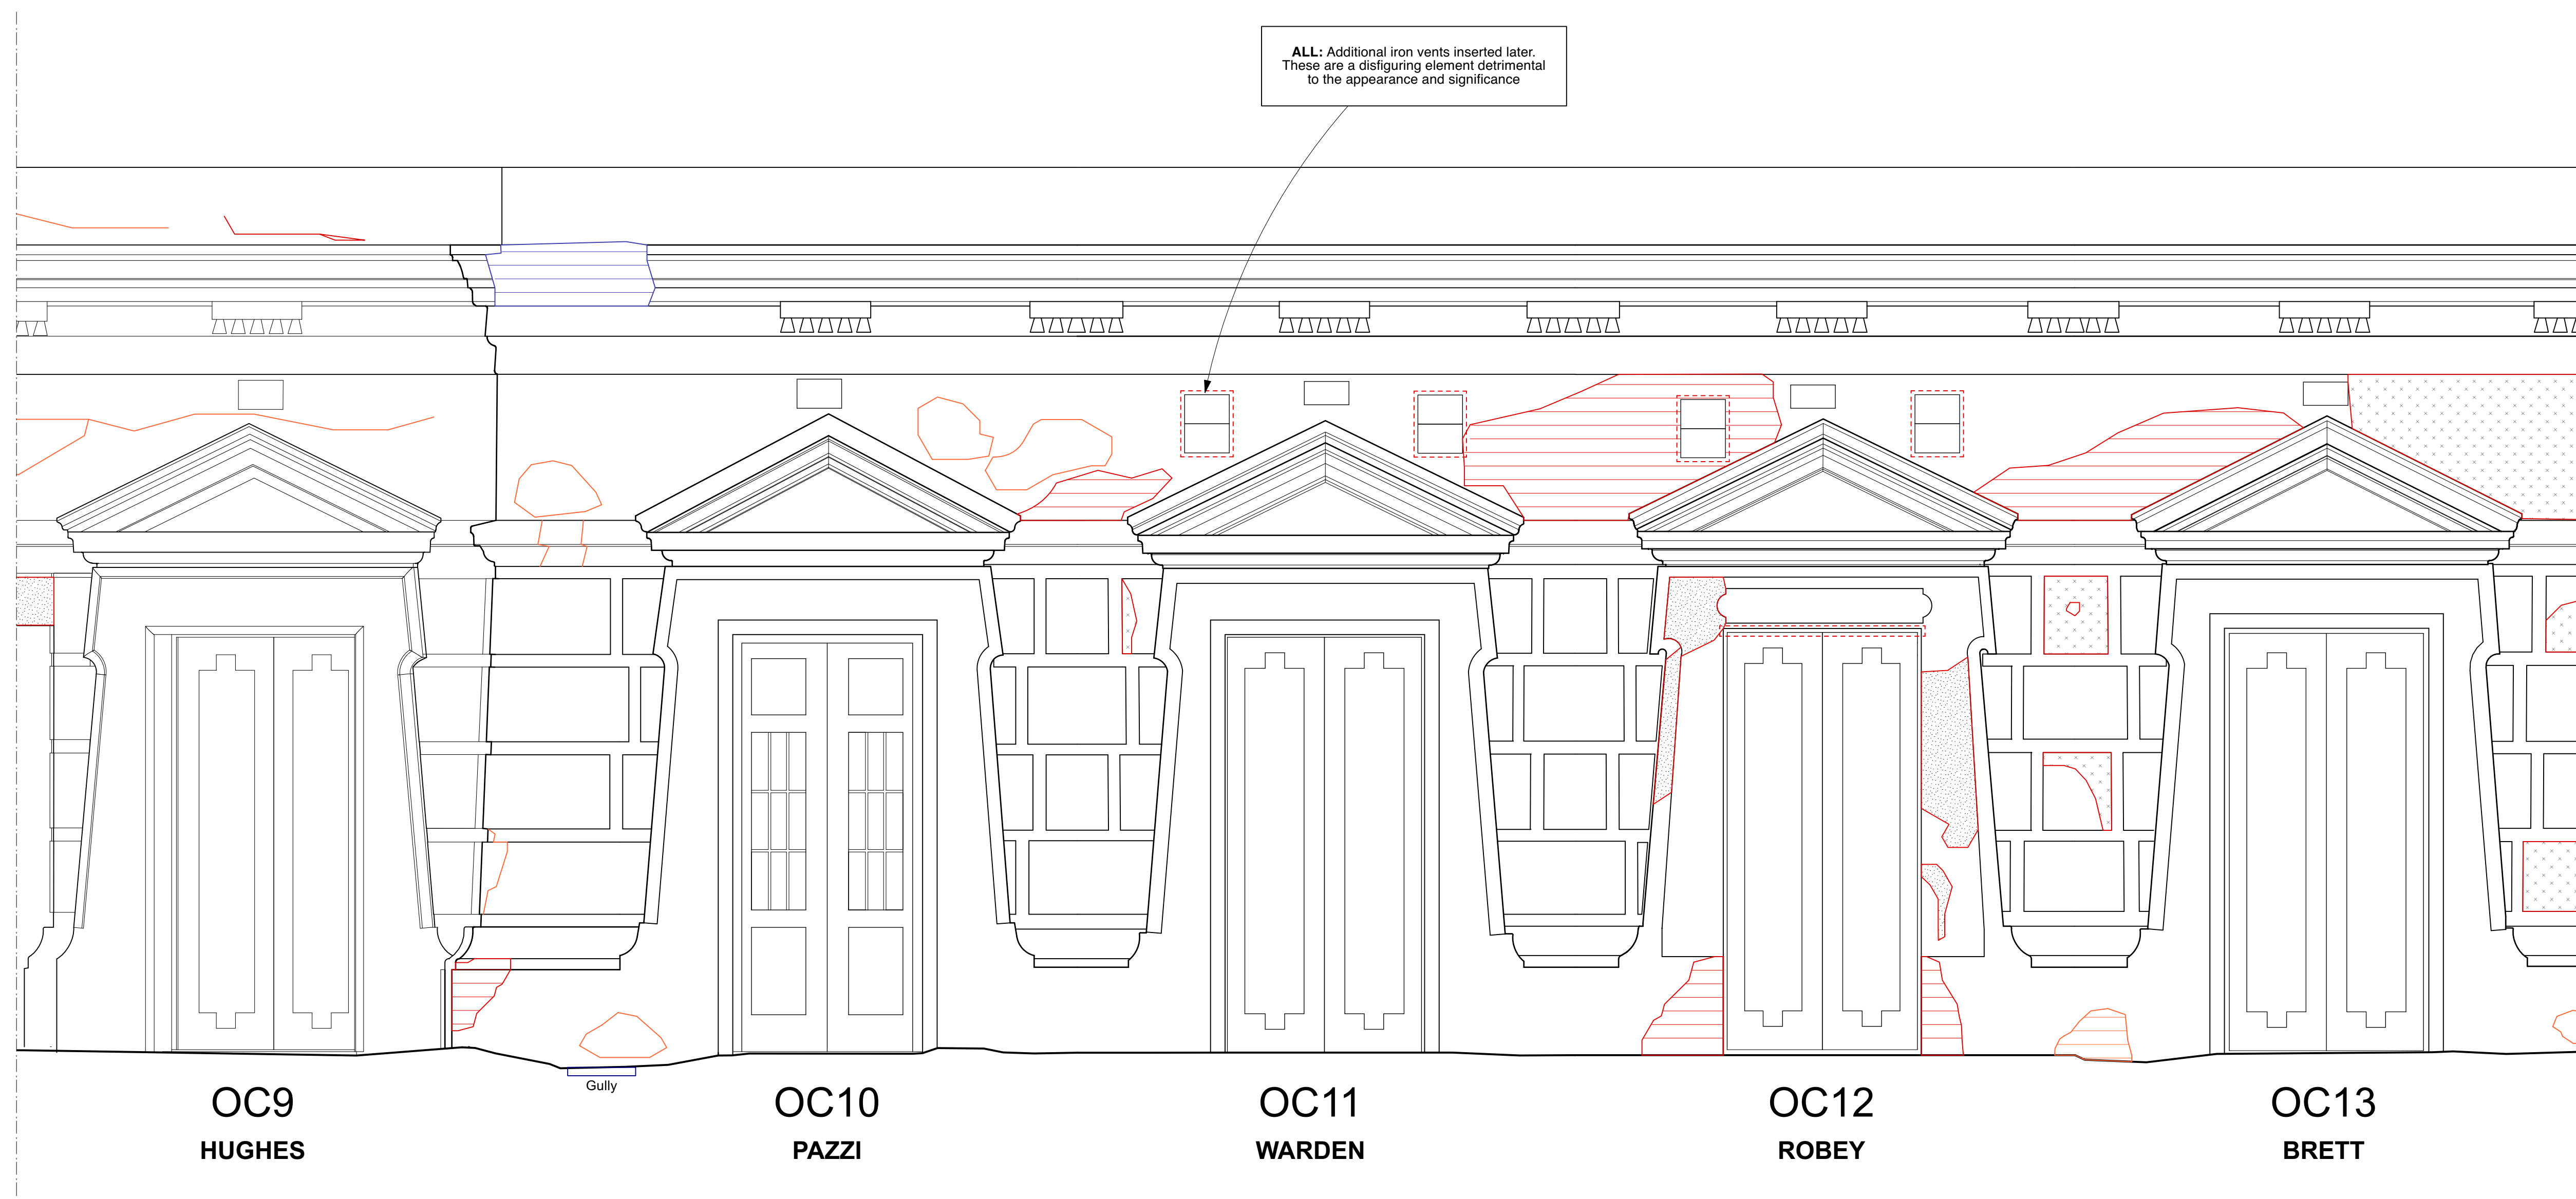 ALL: Additional iron vents inserted later.
These are a disfiguring element detrimental
to the appearance and significance
Gully
OC9
HUGHES
OC10
PAZZI
OC11
WARDEN
OC12
ROBEY
OC13
BRETT